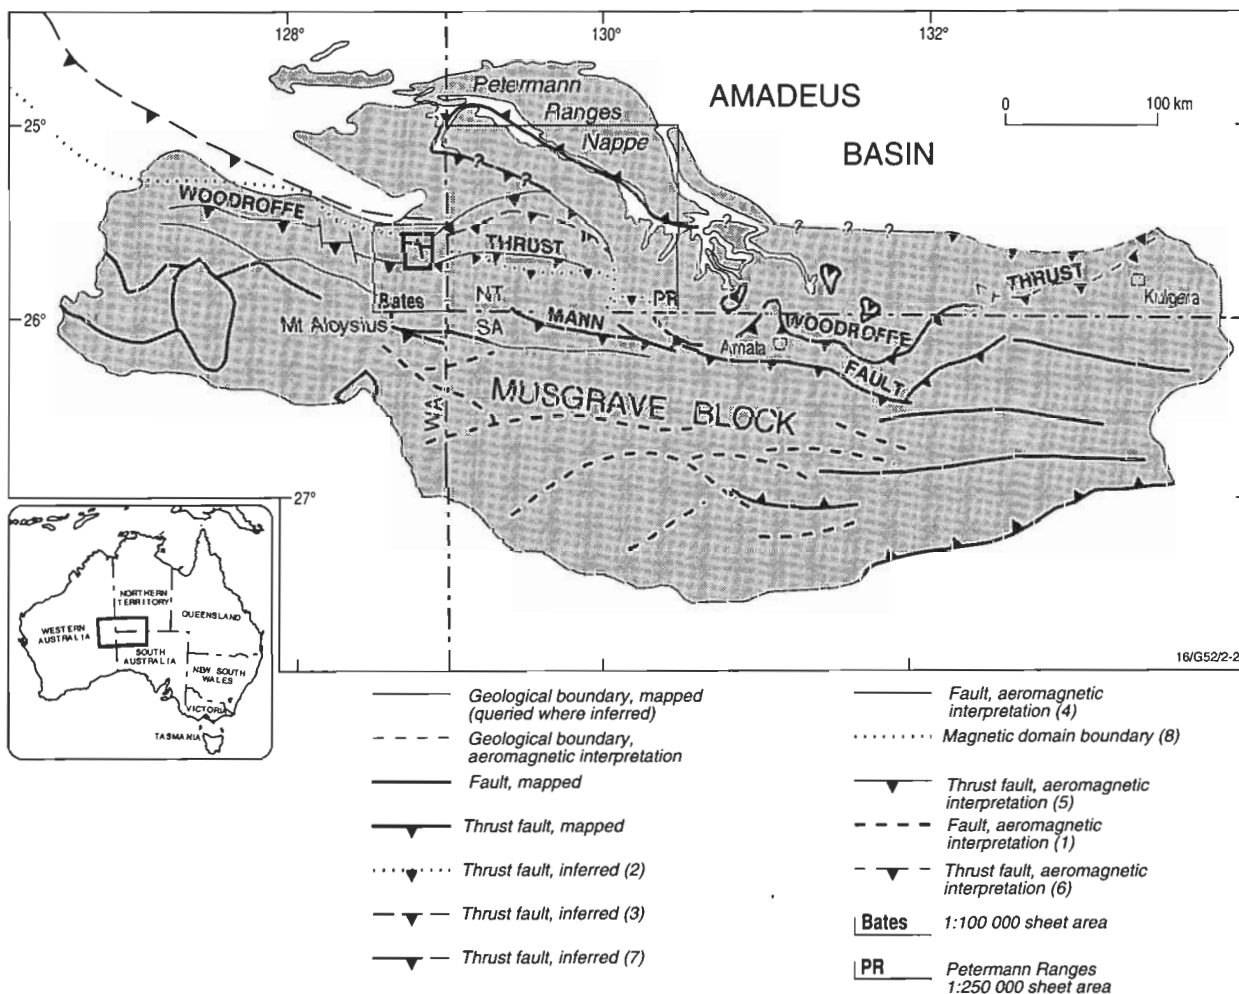 128°
130°
132°
25°
26°
27°
Petermann
Ranges
Nappe
AMADEUS
BASIN
0
100 km
WOODROFFE
THRUST
Bates
NT
PR
THRUST
Kulgera
Mt Aloysius
SA
MANN
Amata
WOODROFFE
FAULT
WA
MUSGRAVE BLOCK
?
?
?
?
?
?
16/G52/2-2
NORTHERN
TERRITORY
QUEENSLAND
WESTERN
AUSTRALIA
SOUTH
AUSTRALIA
NEW SOUTH
WALES
VICTORIA
TASMANIA
Geological boundary, mapped
(queried where inferred)
Geological boundary,
aeromagnetic interpretation
Fault, mapped
Thrust fault, mapped
Thrust fault, inferred (2)
Thrust fault, inferred (3)
Thrust fault, inferred (7)
Fault, aeromagnetic
interpretation (4)
Magnetic domain boundary (8)
Thrust fault, aeromagnetic
interpretation (5)
Fault, aeromagnetic
interpretation (1)
Thrust fault, aeromagnetic
interpretation (6)
Bates 1:100 000 sheet area
PR Petermann Ranges
1:250 000 sheet area